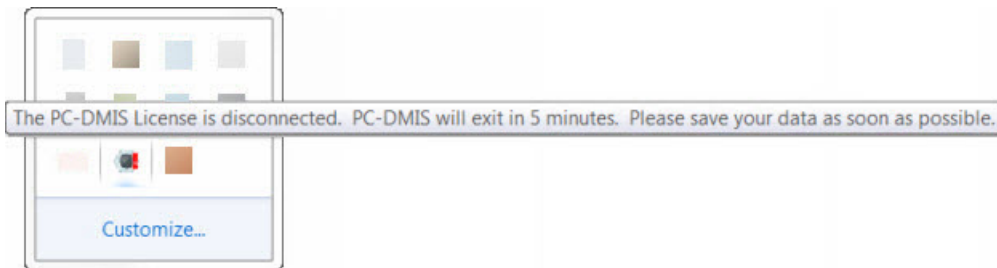 The PC-DMIS License is disconnected.  PC-DMIS will exit in 5 minutes.  Please save your data as soon as possible.
Customize...